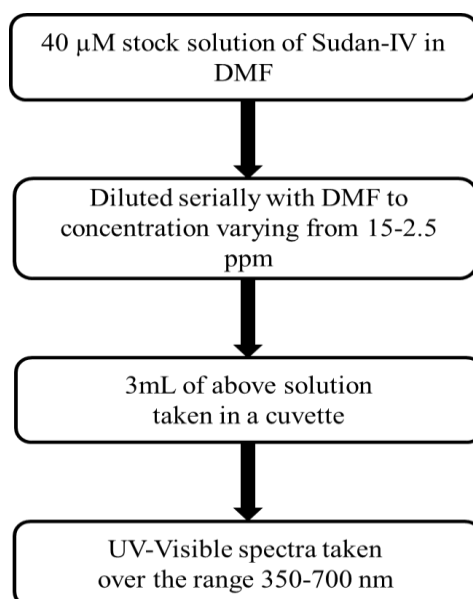 40 µM stock solution of Sudan-IV in
DMF
Diluted serially with DMF to
concentration varying from 15-2.5
ppm
3mL of above solution
taken in a cuvette
UV-Visible spectra taken
over the range 350-700 nm